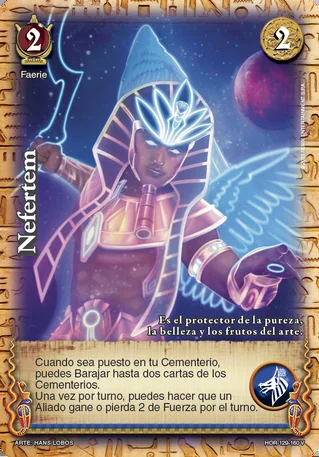 2
2
Faerie
Nefertem
Es el protector de la pureza,
la belleza y los frutos del arte.
Cuando sea puesto en tu Cementerio,
puedes Barajar hasta dos cartas de los
Cementerios.
Una vez por turno, puedes hacer que un
Aliado gane o pierda 2 de Fuerza por el turno.
ARTE: HANS LOBOS
HOR-129-160 V